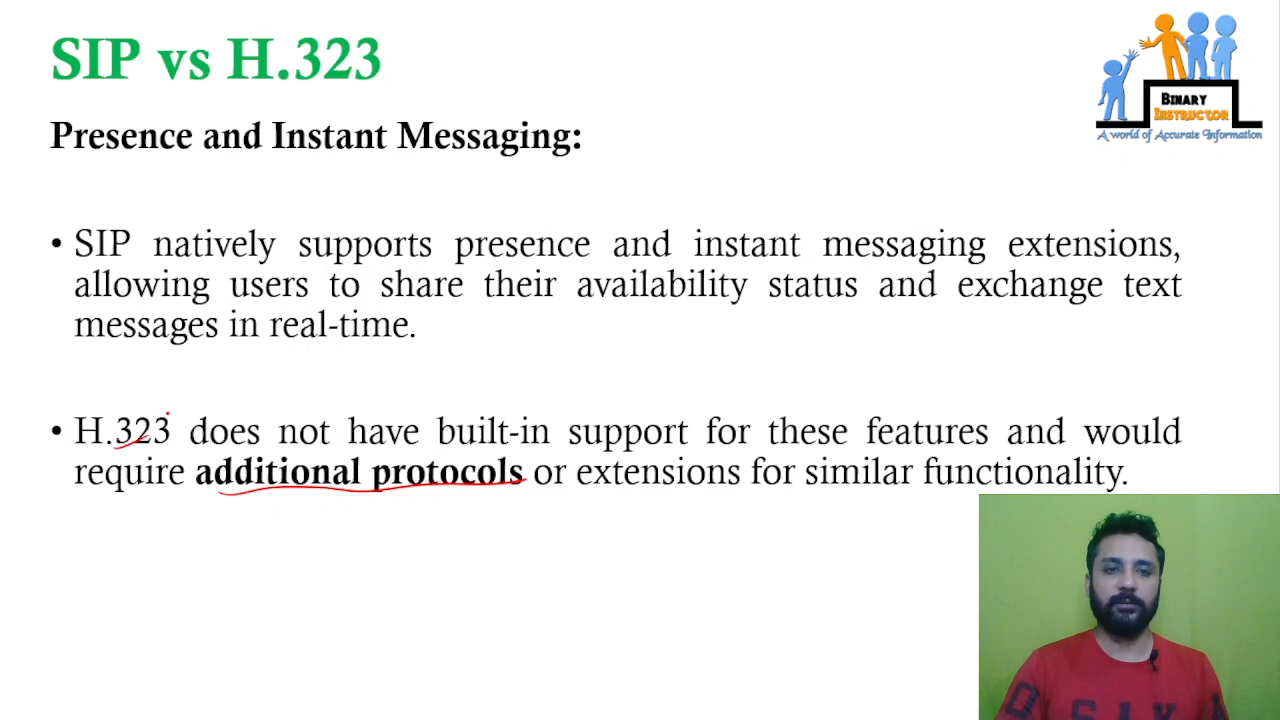 SIP vs H.323
BINARY
INSTRUCTOR
A world of Accurate Information
Presence and Instant Messaging:
• SIP natively supports presence and instant messaging extensions,
allowing users to share their availability status and exchange text
messages in real-time.
• H.323 does not have built-in support for these features and would
require additional protocols or extensions for similar functionality.